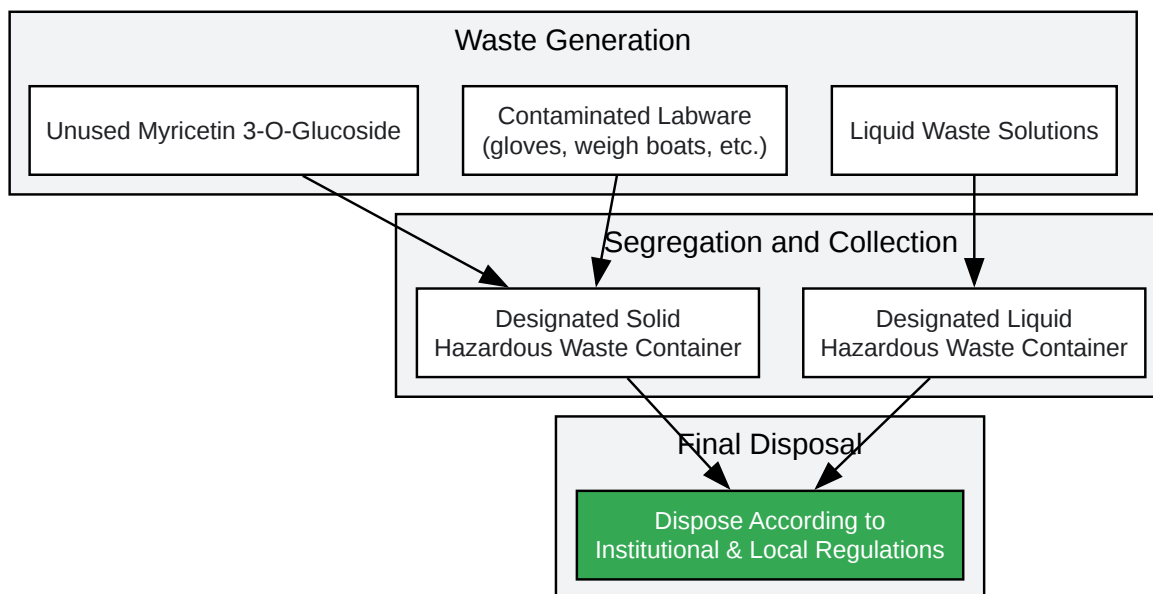 Waste Generation
Unused Myricetin 3-O-Glucoside
Contaminated Labware
(gloves, weigh boats, etc.)
Liquid Waste Solutions
Segregation and Collection
Designated Solid
Hazardous Waste Container
Designated Liquid
Hazardous Waste Container
Final Disposal
Dispose According to
Institutional & Local Regulations